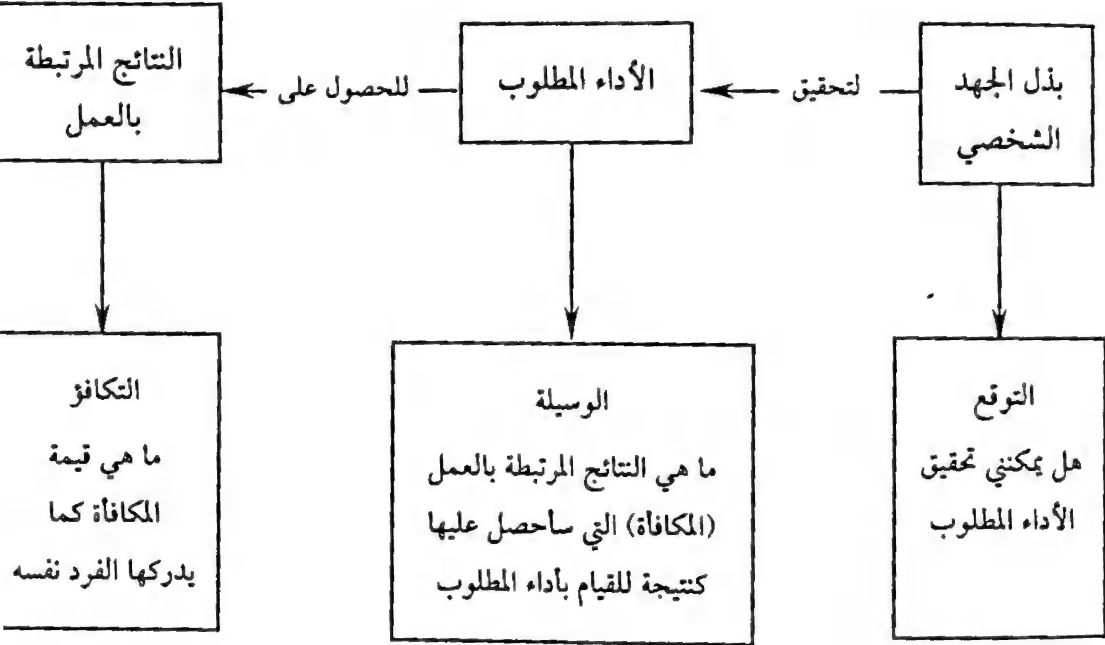 بذل الجهد
الشخصي
لتحقيق
الأداء المطلوب
للحصول على
النتائج المرتبطة
بالعمل
التوقع
هل يمكنني تحقيق
الأداء المطلوب
الوسيلة
ما هي النتائج المرتبطة بالعمل
(المكافأة) التي سأحصل عليها
كنتيجة للقيام بأداء المطلوب
التكافؤ
ما هي قيمة
المكافأة كما
يدركها الفرد نفسه